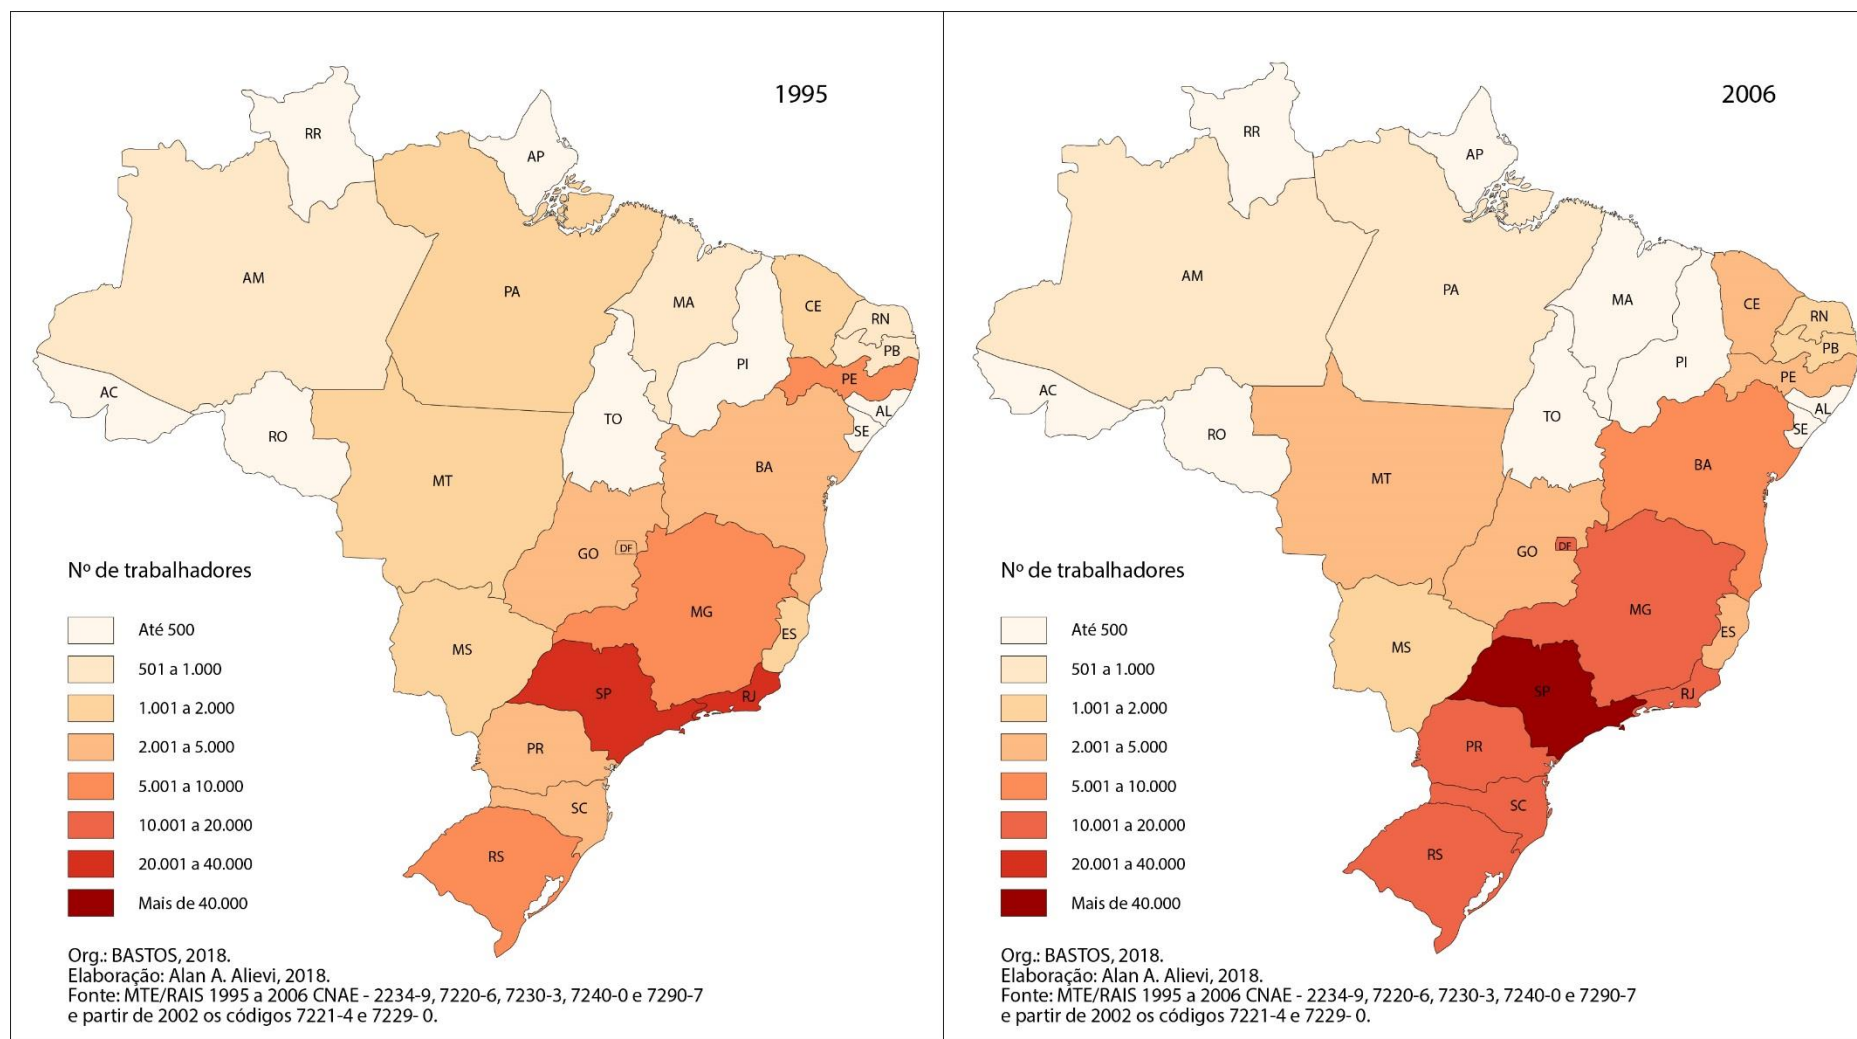 1995
RR
AP
AM
PA
MA
CE
RN
PB
PI
PE
AC
AL
TO
SE
RO
BA
MT
GO
DF
MG
ES
MS
SP
RJ
PR
SC
RS
Nº de trabalhadores
Até 500
501 a 1.000
1.001 a 2.000
2.001 a 5.000
5.001 a 10.000
10.001 a 20.000
20.001 a 40.000
Mais de 40.000
Org.: BASTOS, 2018.
Elaboração: Alan A. Alievi, 2018.
Fonte: MTE/RAIS 1995 a 2006 CNAE - 2234-9, 7220-6, 7230-3, 7240-0 e 7290-7
e partir de 2002 os códigos 7221-4 e 7229- 0.
2006
RR
AP
AM
PA
MA
CE
RN
PB
PI
PE
AC
AL
TO
SE
RO
BA
MT
GO
DF
MG
ES
MS
SP
RJ
PR
SC
RS
Nº de trabalhadores
Até 500
501 a 1.000
1.001 a 2.000
2.001 a 5.000
5.001 a 10.000
10.001 a 20.000
20.001 a 40.000
Mais de 40.000
Org.: BASTOS, 2018.
Elaboração: Alan A. Alievi, 2018.
Fonte: MTE/RAIS 1995 a 2006 CNAE - 2234-9, 7220-6, 7230-3, 7240-0 e 7290-7
e partir de 2002 os códigos 7221-4 e 7229- 0.